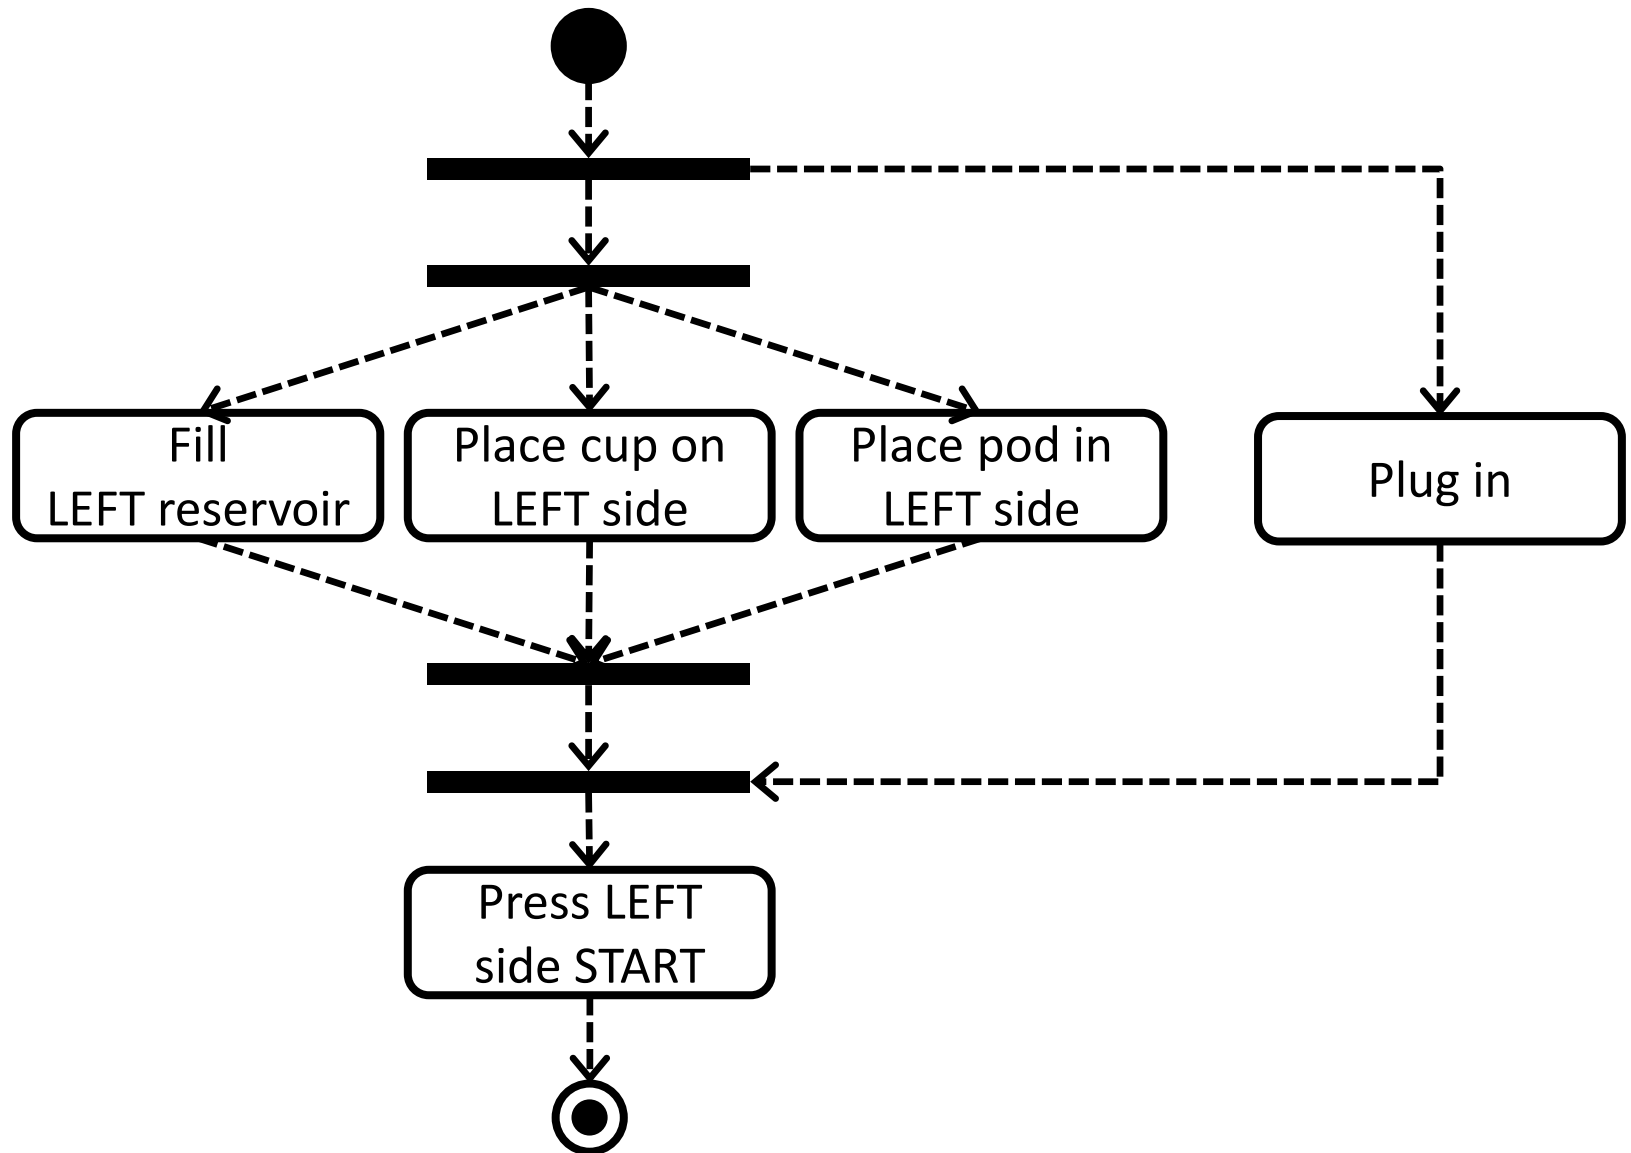 Fill
LEFT reservoir
Place cup on
LEFT side
Place pod in
LEFT side
Plug in
Press LEFT
side START